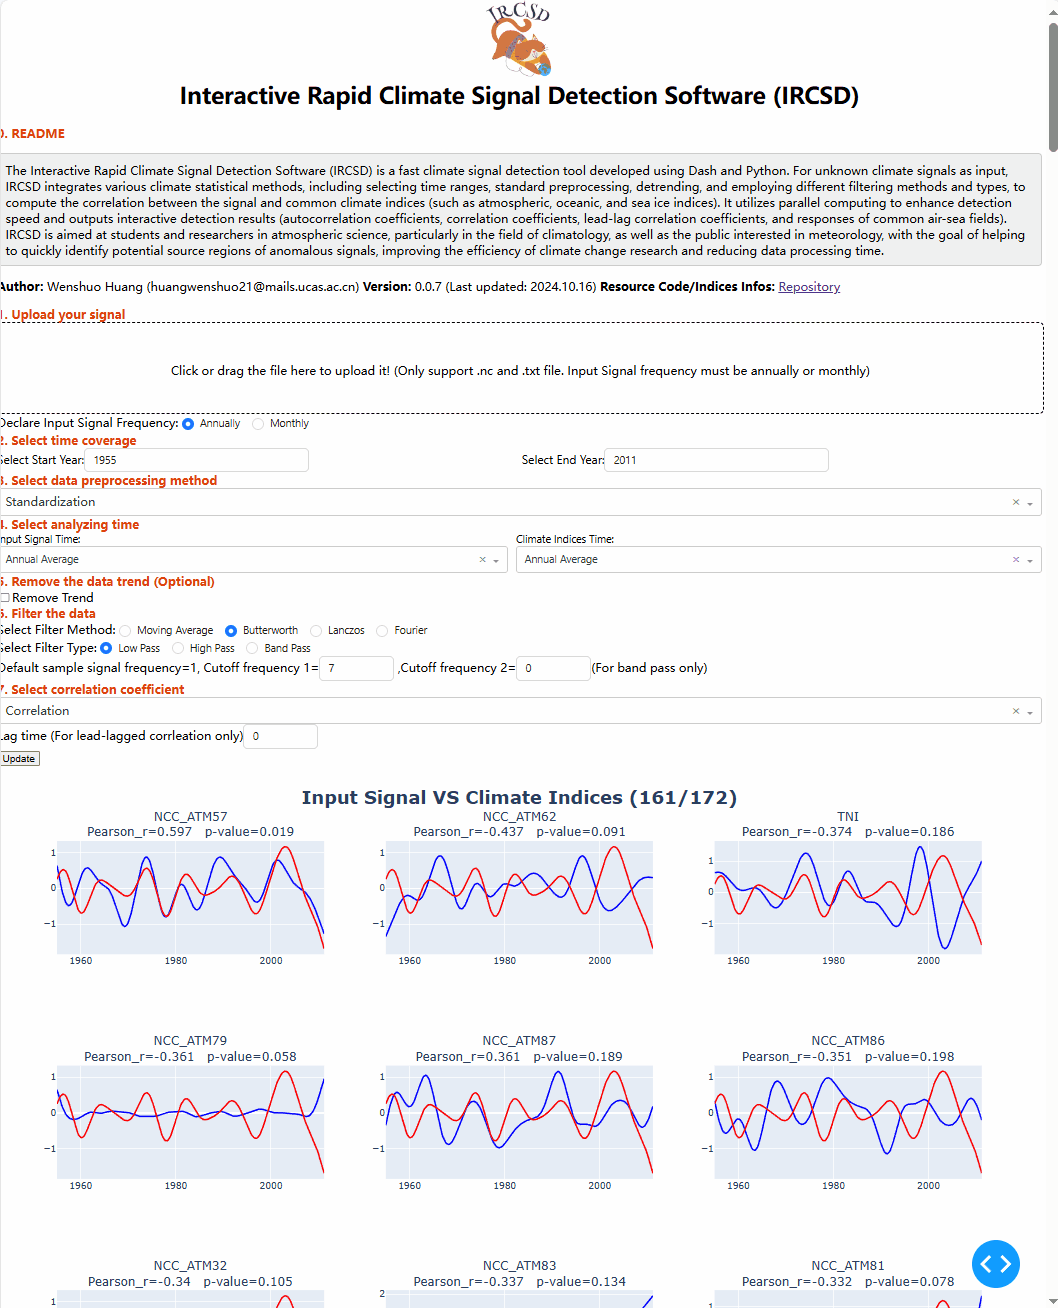 IRCSD
Interactive Rapid Climate Signal Detection Software (IRCSD)
0. README
The Interactive Rapid Climate Signal Detection Software (IRCSD) is a fast climate signal detection tool developed using Dash and Python. For unknown climate signals as input,
IRCSD integrates various climate statistical methods, including selecting time ranges, standard preprocessing, detrending, and employing different filtering methods and types, to
compute the correlation between the signal and common climate indices (such as atmospheric, oceanic, and sea ice indices). It utilizes parallel computing to enhance detection
speed and outputs interactive detection results (autocorrelation coefficients, correlation coefficients, lead-lag correlation coefficients, and responses of common air-sea fields).
IRCSD is aimed at students and researchers in atmospheric science, particularly in the field of climatology, as well as the public interested in meteorology, with the goal of helping
to quickly identify potential source regions of anomalous signals, improving the efficiency of climate change research and reducing data processing time.
Author: Wenshuo Huang (huangwenshuo21@mails.ucas.ac.cn) Version: 0.0.7 (Last updated: 2024.10.16) Resource Code/Indices Infos: Repository
1. Upload your signal
Click or drag the file here to upload it! (Only support .nc and .txt file. Input Signal frequency must be annually or monthly)
Declare Input Signal Frequency: Annually Monthly
2. Select time coverage
Select Start Year: 1955 Select End Year: 2011
3. Select data preprocessing method
Standardization ×
4. Select analyzing time
Input Signal Time: Climate Indices Time:
Annual Average × Annual Average ×
5. Remove the data trend (Optional)
Remove Trend
6. Filter the data
Select Filter Method: Moving Average Butterworth Lanczos Fourier
Select Filter Type: Low Pass High Pass Band Pass
Default sample signal frequency=1, Cutoff frequency 1= 7 ,Cutoff frequency 2= 0 (For band pass only)
7. Select correlation coefficient
Correlation ×
Lag time (For lead-lagged corrleation only) 0
Update
Input Signal VS Climate Indices (161/172)
NCC_ATM57 NCC_ATM62 TNI
Pearson_r=0.597 p-value=0.019 Pearson_r=-0.437 p-value=0.091 Pearson_r=-0.374 p-value=0.186
1 1 1
0 0 0
−1 −1 −1
1960 1980 2000 1960 1980 2000 1960 1980 2000
NCC_ATM79 NCC_ATM87 NCC_ATM86
Pearson_r=-0.361 p-value=0.058 Pearson_r=0.361 p-value=0.189 Pearson_r=-0.351 p-value=0.198
1 1 1
0 0 0
−1 −1 −1
1960 1980 2000 1960 1980 2000 1960 1980 2000
NCC_ATM32 NCC_ATM83 NCC_ATM81
Pearson_r=-0.34 p-value=0.105 Pearson_r=-0.337 p-value=0.134 Pearson_r=-0.332 p-value=0.078
1 2 1